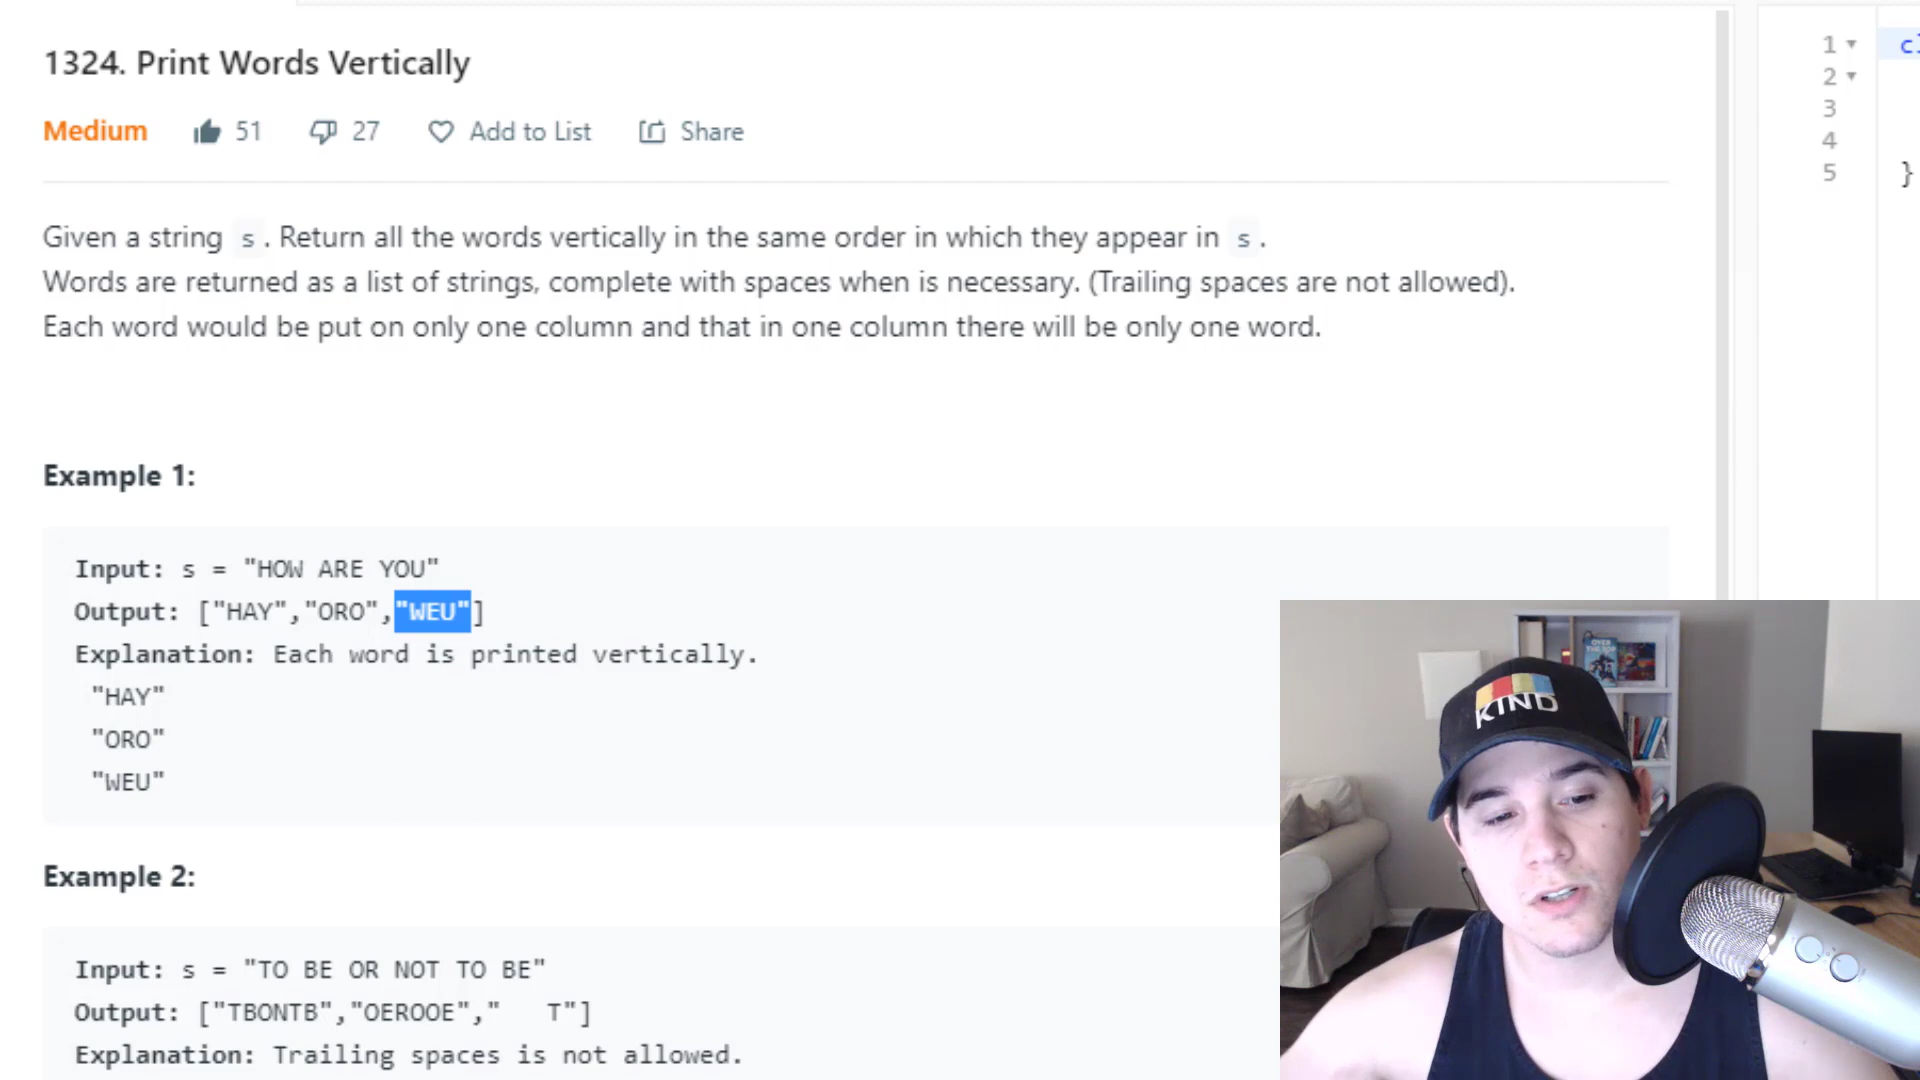 1324. Print Words Vertically
Medium 51 27 Add to List Share
Given a string s . Return all the words vertically in the same order in which they appear in s .
Words are returned as a list of strings, complete with spaces when is necessary. (Trailing spaces are not allowed).
Each word would be put on only one column and that in one column there will be only one word.
Example 1:
Input: s = "HOW ARE YOU"
Output: ["HAY","ORO","WEU"]
Explanation: Each word is printed vertically.
"HAY"
"ORO"
"WEU"
Example 2:
Input: s = "TO BE OR NOT TO BE"
Output: ["TBONTB","OEROOE","   T"]
Explanation: Trailing spaces is not allowed.
1
2
3
4
5 }
KIND
OVER THE TOP